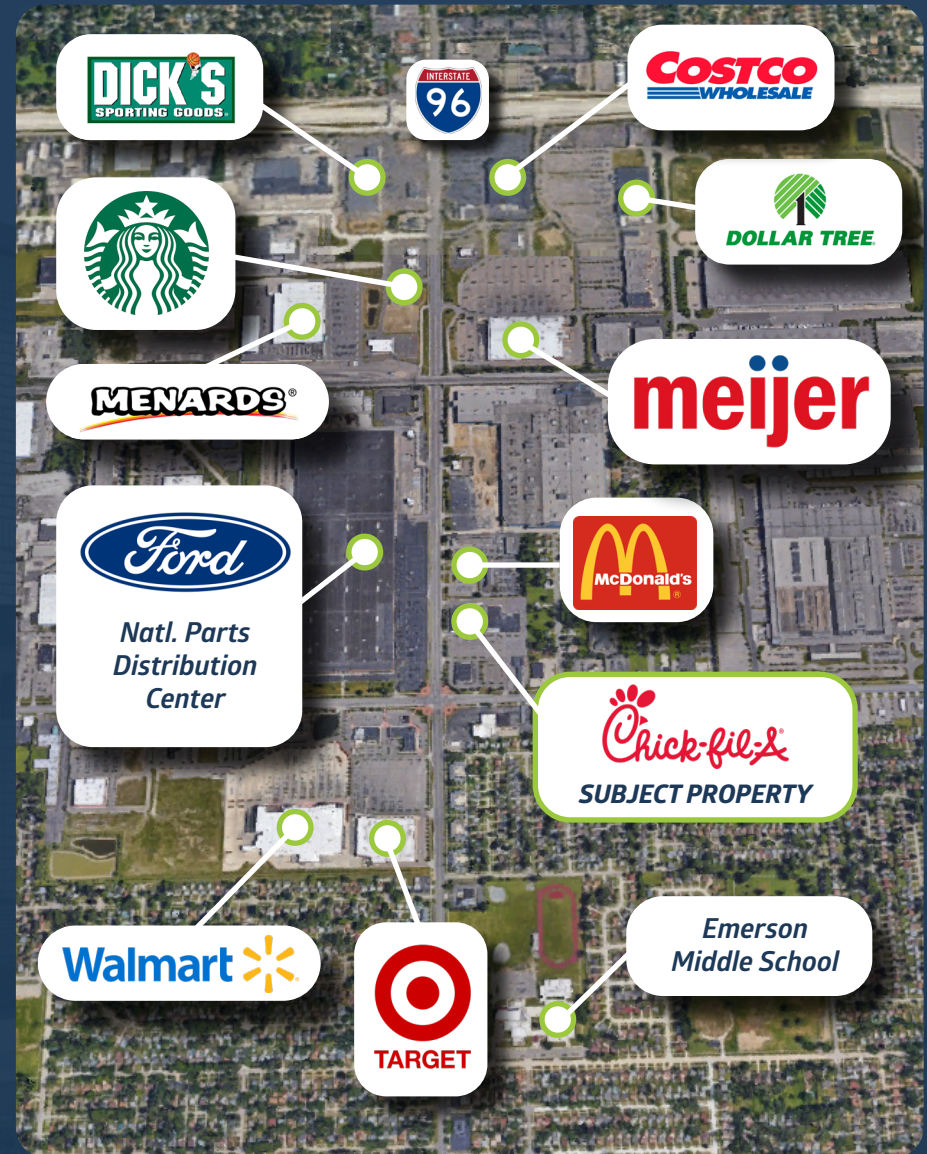 DICK'S
SPORTING GOODS®
INTERSTATE
96
COSTCO
WHOLESALE
DOLLAR TREE
MENARDS®
meijer
Ford
Natl. Parts
Distribution
Center
McDonald's
®
Chick-fil-A®
SUBJECT PROPERTY
Walmart
TARGET
Emerson
Middle School